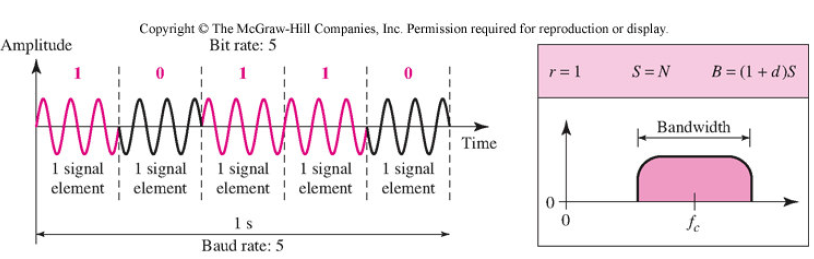 Copyright © The McGraw-Hill Companies, Inc. Permission required for reproduction or display.
Amplitude
Bit rate: 5
1 0 1 1 0
Time
1 signal element
1 signal element
1 signal element
1 signal element
1 signal element
1 s
Baud rate: 5
r = 1 S = N B = (1 + d)S
Bandwidth
0
0
fc